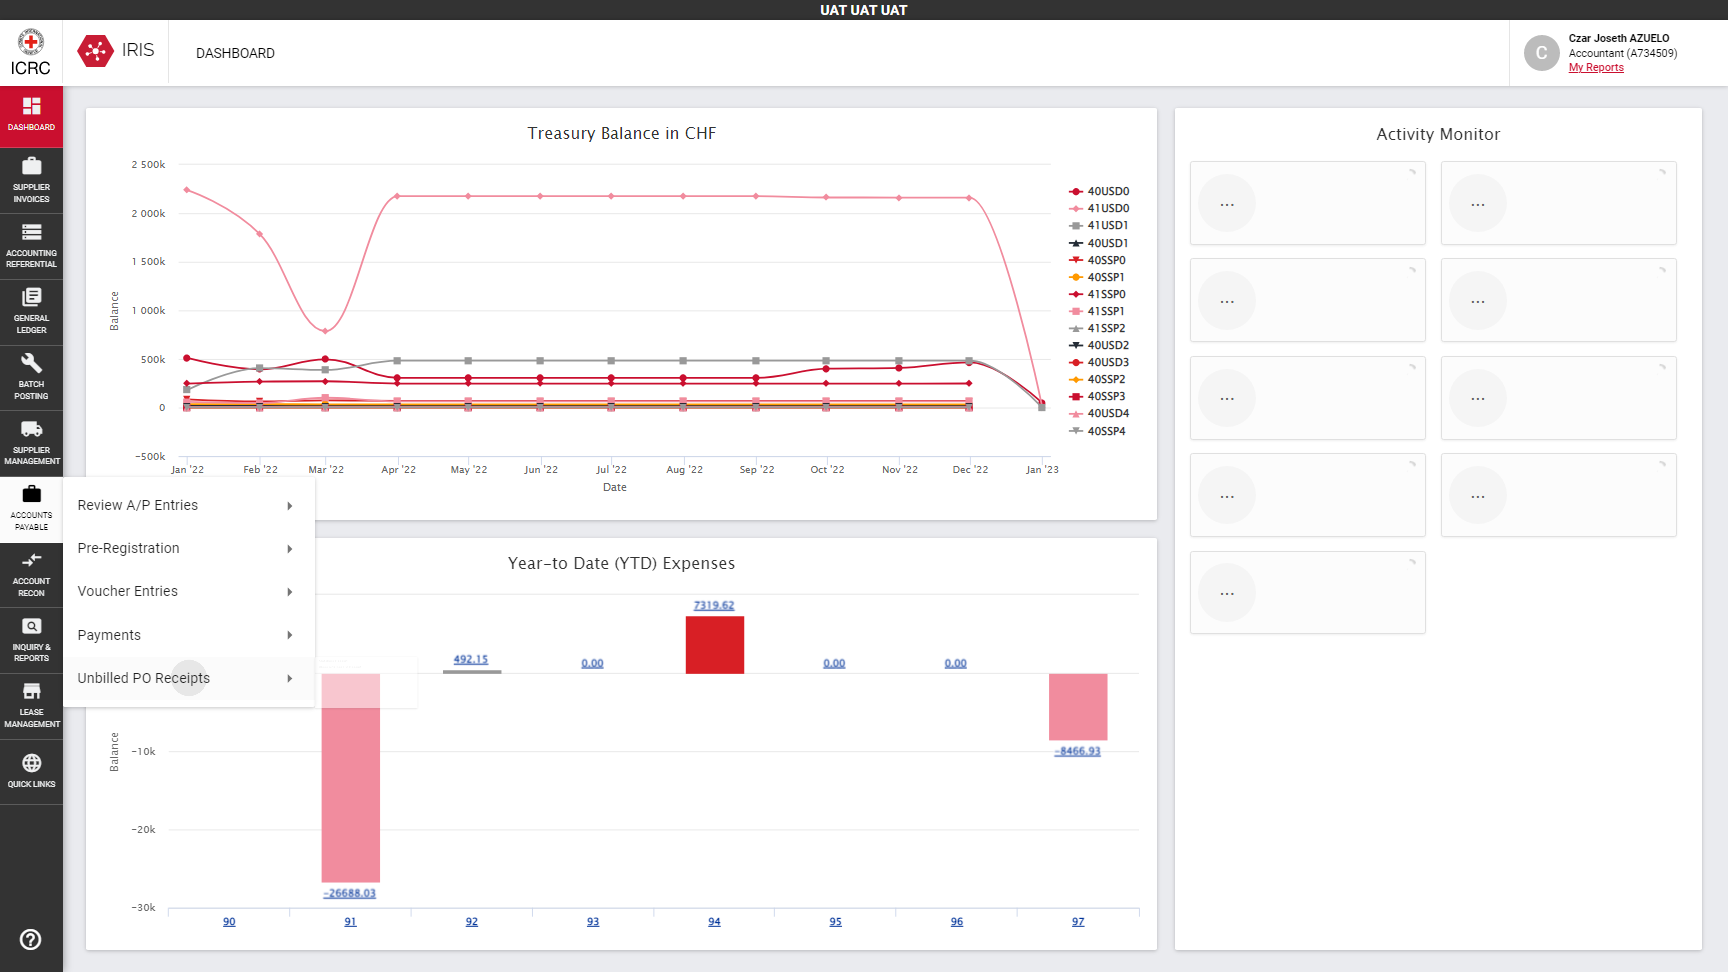 UAT UAT UAT
ICRC
IRIS
DASHBOARD
Czar Joseth AZUELO
Accountant (A734509)
My Reports
DASHBOARD
SUPPLIER
INVOICES
ACCOUNTING
REFERENTIAL
GENERAL
LEDGER
BATCH
POSTING
SUPPLIER
MANAGEMENT
ACCOUNTS
PAYABLE
ACCOUNT
RECON
INQUIRY &
REPORTS
LEASE
MANAGEMENT
QUICK LINKS
Review A/P Entries
Pre-Registration
Voucher Entries
Payments
Unbilled PO Receipts
Treasury Balance in CHF
Balance
2 500k
2 000k
1 500k
1 000k
500k
0
-500k
Jan '22
Feb '22
Mar '22
Apr '22
May '22
Jun '22
Jul '22
Aug '22
Sep '22
Oct '22
Nov '22
Dec '22
Jan '23
Date
40USD0
41USD0
41USD1
40USD1
40SSP0
40SSP1
41SSP0
41SSP1
41SSP2
40USD2
40USD3
40SSP2
40SSP3
40USD4
40SSP4
Year-to Date (YTD) Expenses
Balance
-10k
-20k
-30k
-26688.03
492.15
0.00
7319.62
0.00
0.00
-8466.93
90
91
92
93
94
95
96
97
Activity Monitor
...
...
...
...
...
...
...
...
...